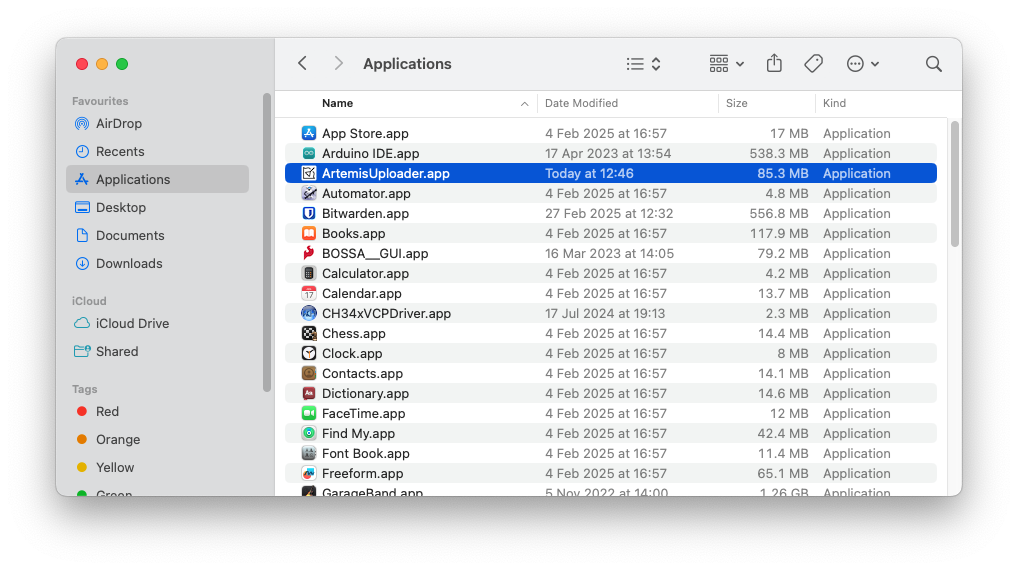 Applications
Favourites
AirDrop
Recents
Applications
Desktop
Documents
Downloads
iCloud
iCloud Drive
Shared
Tags
Red
Orange
Yellow
Green
Name Date Modified Size Kind
App Store.app 4 Feb 2025 at 16:57 17 MB Application
Arduino IDE.app 17 Apr 2023 at 13:54 538.3 MB Application
ArtemisUploader.app Today at 12:46 85.3 MB Application
Automator.app 4 Feb 2025 at 16:57 4.8 MB Application
Bitwarden.app 27 Feb 2025 at 12:32 556.8 MB Application
Books.app 4 Feb 2025 at 16:57 117.9 MB Application
BOSSA__GUI.app 16 Mar 2023 at 14:05 79.2 MB Application
Calculator.app 4 Feb 2025 at 16:57 4.2 MB Application
Calendar.app 4 Feb 2025 at 16:57 13.7 MB Application
CH34xVCPDriver.app 17 Jul 2024 at 19:13 2.3 MB Application
Chess.app 4 Feb 2025 at 16:57 14.4 MB Application
Clock.app 4 Feb 2025 at 16:57 8 MB Application
Contacts.app 4 Feb 2025 at 16:57 14.1 MB Application
Dictionary.app 4 Feb 2025 at 16:57 14.6 MB Application
FaceTime.app 4 Feb 2025 at 16:57 12 MB Application
Find My.app 4 Feb 2025 at 16:57 42.4 MB Application
Font Book.app 4 Feb 2025 at 16:57 11.4 MB Application
Freeform.app 4 Feb 2025 at 16:57 65.1 MB Application
GarageBand.app 5 Nov 2022 at 14:00 1.26 GB Application